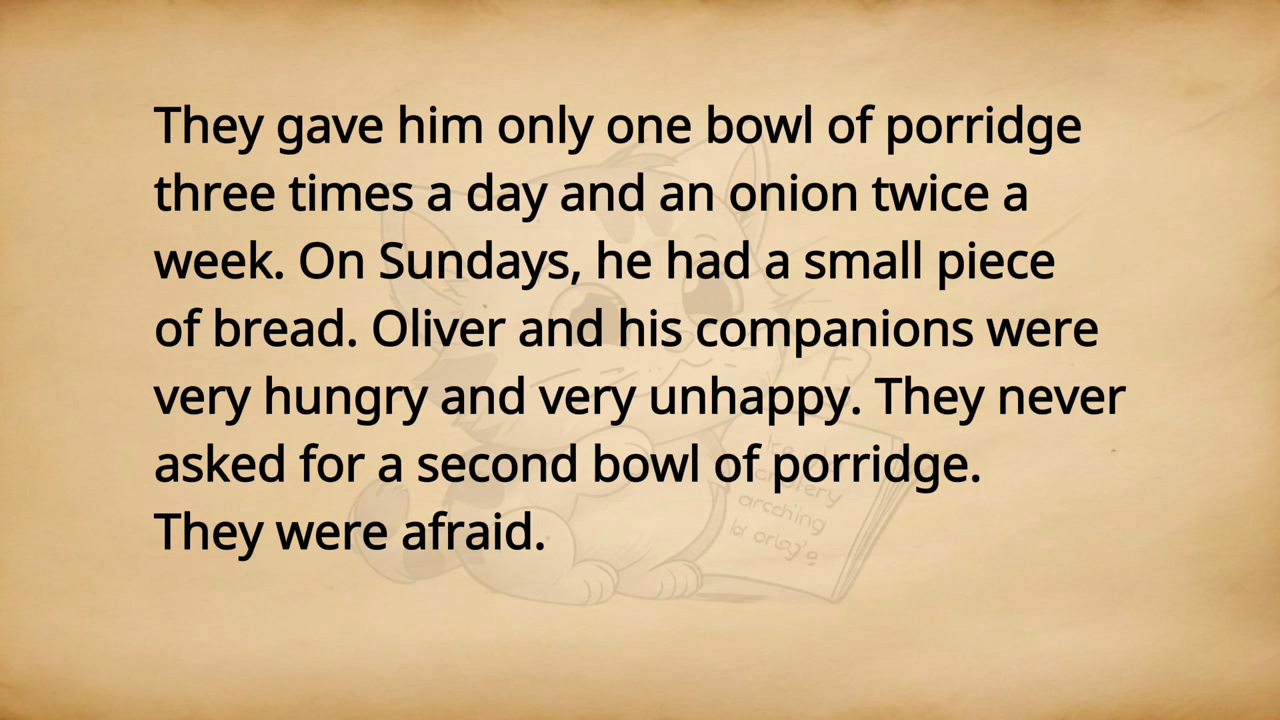 They gave him only one bowl of porridge
three times a day and an onion twice a
week. On Sundays, he had a small piece
of bread. Oliver and his companions were
very hungry and very unhappy. They never
asked for a second bowl of porridge.
They were afraid.